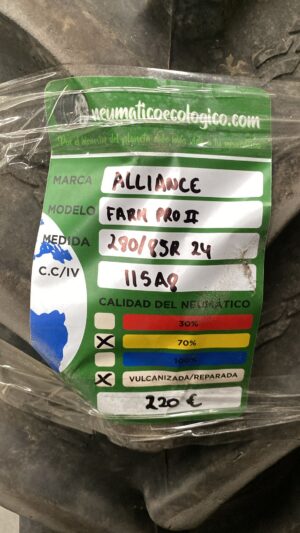 neumaticoecologico.com
MARCA ALLIANCE
MODELO FARM PRO II
MEDIDA 280/85R 24
C.C/IV 115A8
CALIDAD DEL NEUMÁTICO
30%
X 70%
100%
X VULCANIZADA/REPARADA
220 €